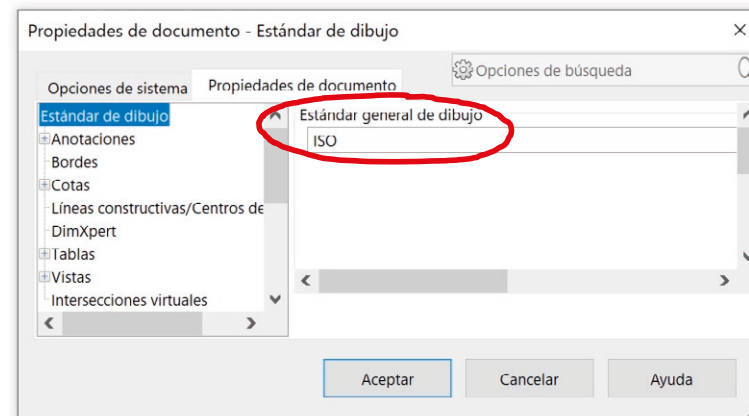 Propiedades de documento - Estándar de dibujo
Opciones de búsqueda
Opciones de sistema
Propiedades de documento
Estándar de dibujo
Anotaciones
Bordes
Cotas
Líneas constructivas/Centros de
DimXpert
Tablas
Vistas
Intersecciones virtuales
Estándar general de dibujo
ISO
Aceptar
Cancelar
Ayuda